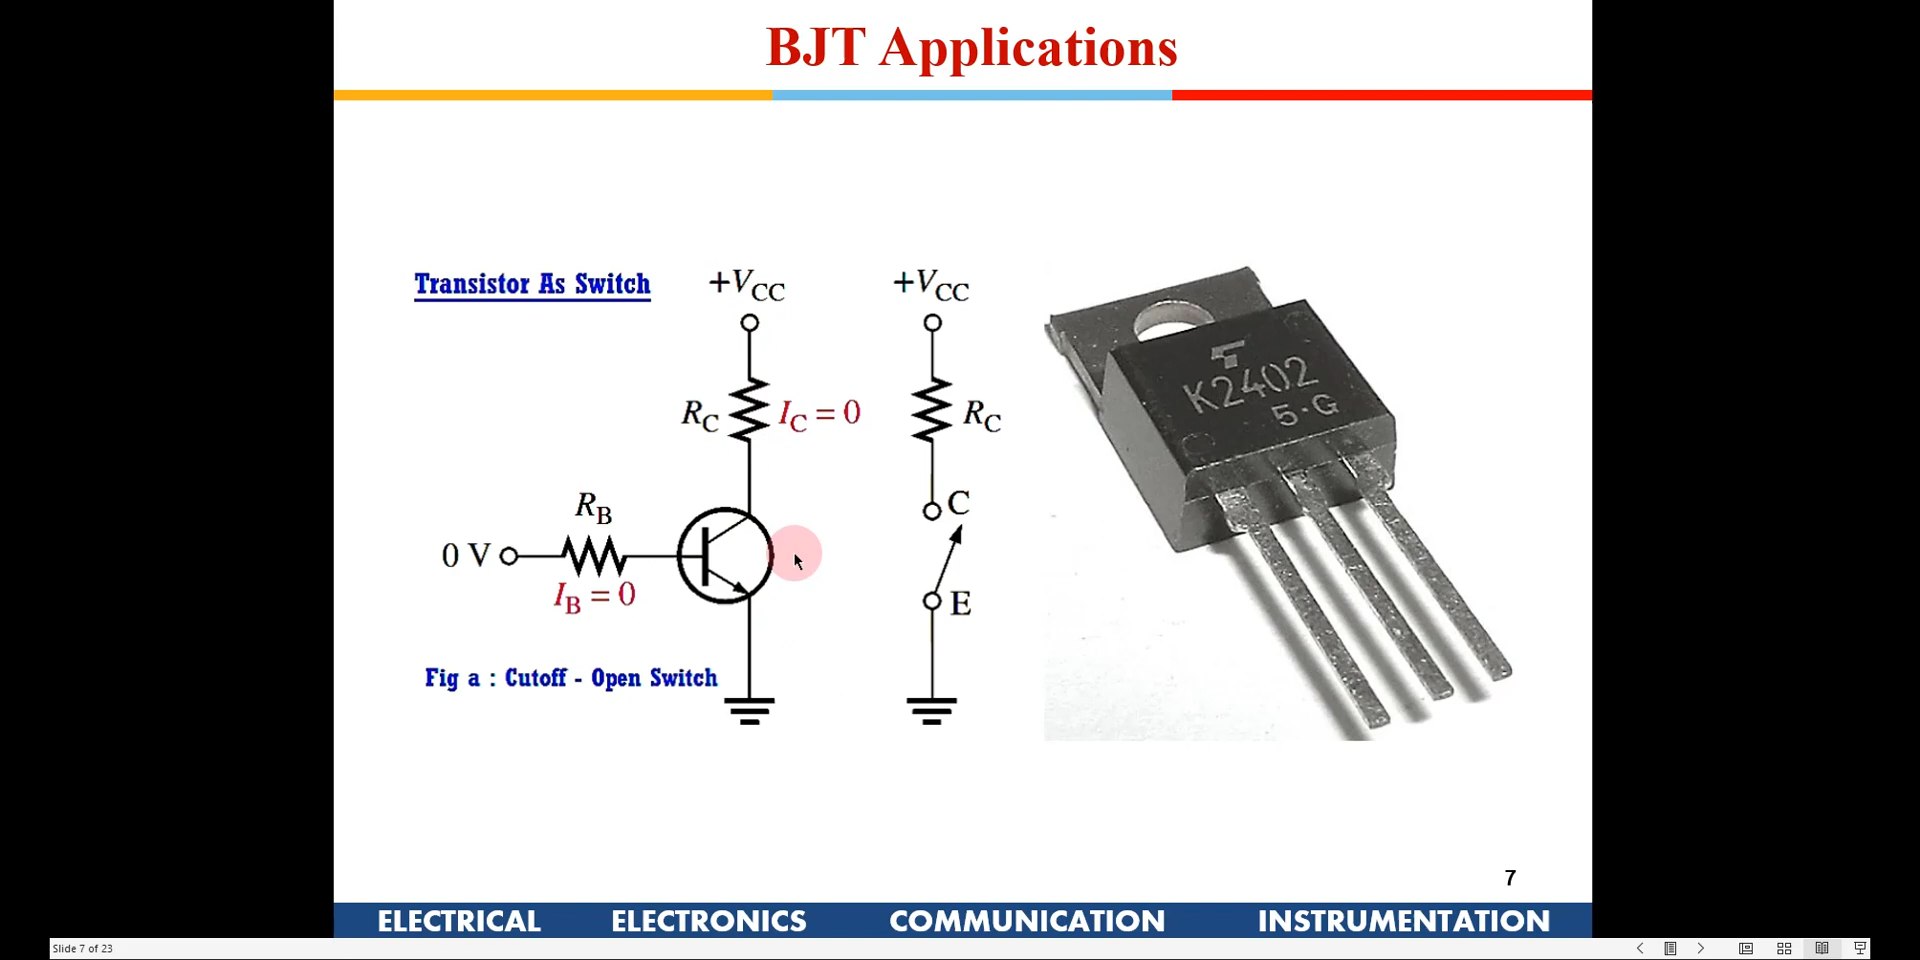 BJT Applications
Transistor As Switch
+VCC
+VCC
RC
IC = 0
RC
K2402
5·G
RB
C
0 V
IB = 0
E
Fig a : Cutoff - Open Switch
7
ELECTRICAL ELECTRONICS COMMUNICATION INSTRUMENTATION
Slide 7 of 23